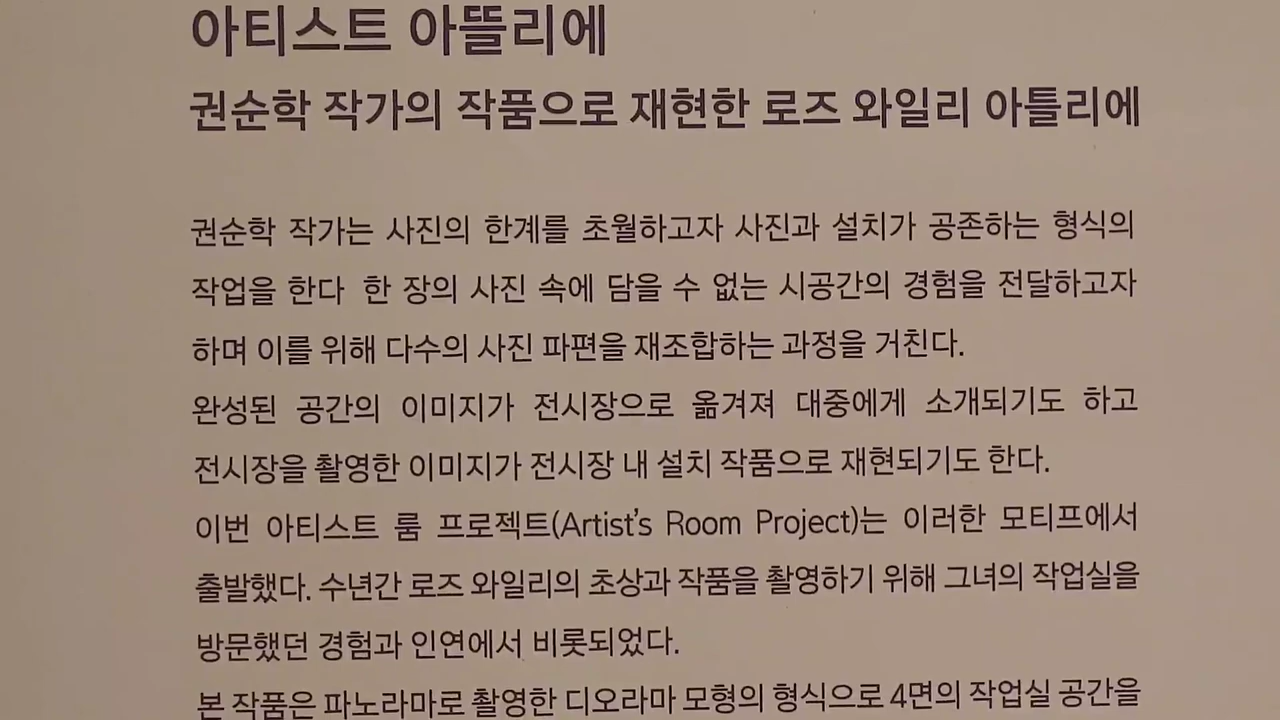 아티스트 아뜰리에
권순학 작가의 작품으로 재현한 로즈 와일리 아틀리에
권순학 작가는 사진의 한계를 초월하고자 사진과 설치가 공존하는 형식의
작업을 한다 한 장의 사진 속에 담을 수 없는 시공간의 경험을 전달하고자
하며 이를 위해 다수의 사진 파편을 재조합하는 과정을 거친다.
완성된 공간의 이미지가 전시장으로 옮겨져 대중에게 소개되기도 하고
전시장을 촬영한 이미지가 전시장 내 설치 작품으로 재현되기도 한다.
이번 아티스트 룸 프로젝트(Artist’s Room Project)는 이러한 모티프에서
출발했다. 수년간 로즈 와일리의 초상과 작품을 촬영하기 위해 그녀의 작업실을
방문했던 경험과 인연에서 비롯되었다.
본 작품은 파노라마로 촬영한 디오라마 모형의 형식으로 4면의 작업실 공간을